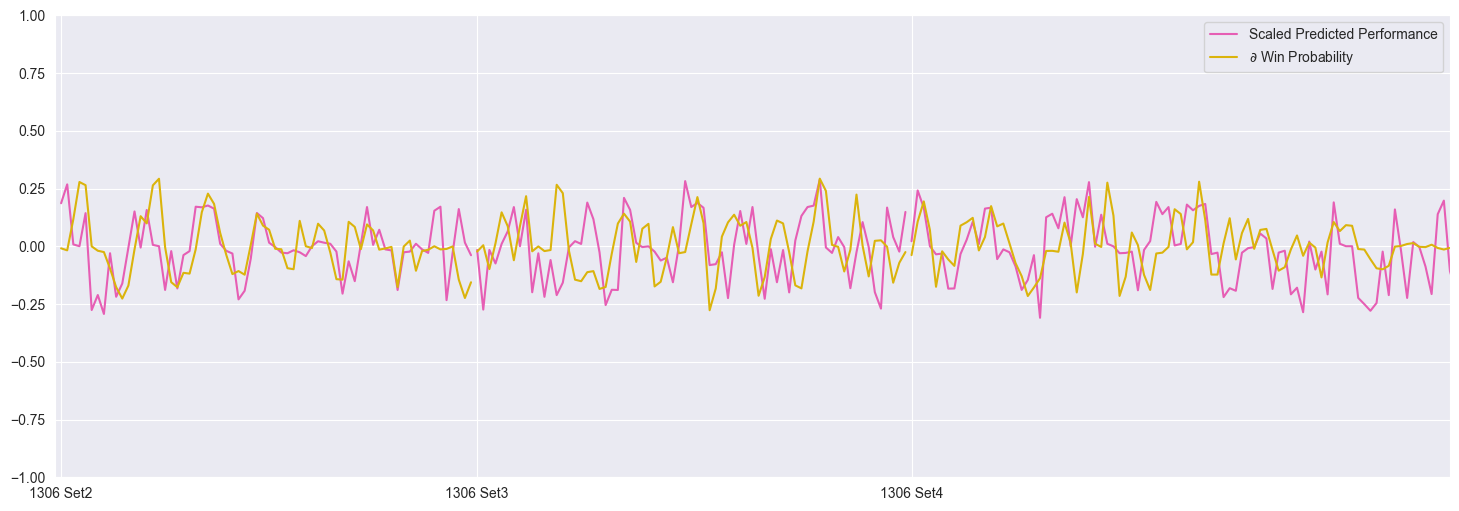 1.00
0.75
0.50
0.25
0.00
−0.25
−0.50
−0.75
−1.00
Scaled Predicted Performance
∂ Win Probability
1306 Set2
1306 Set3
1306 Set4